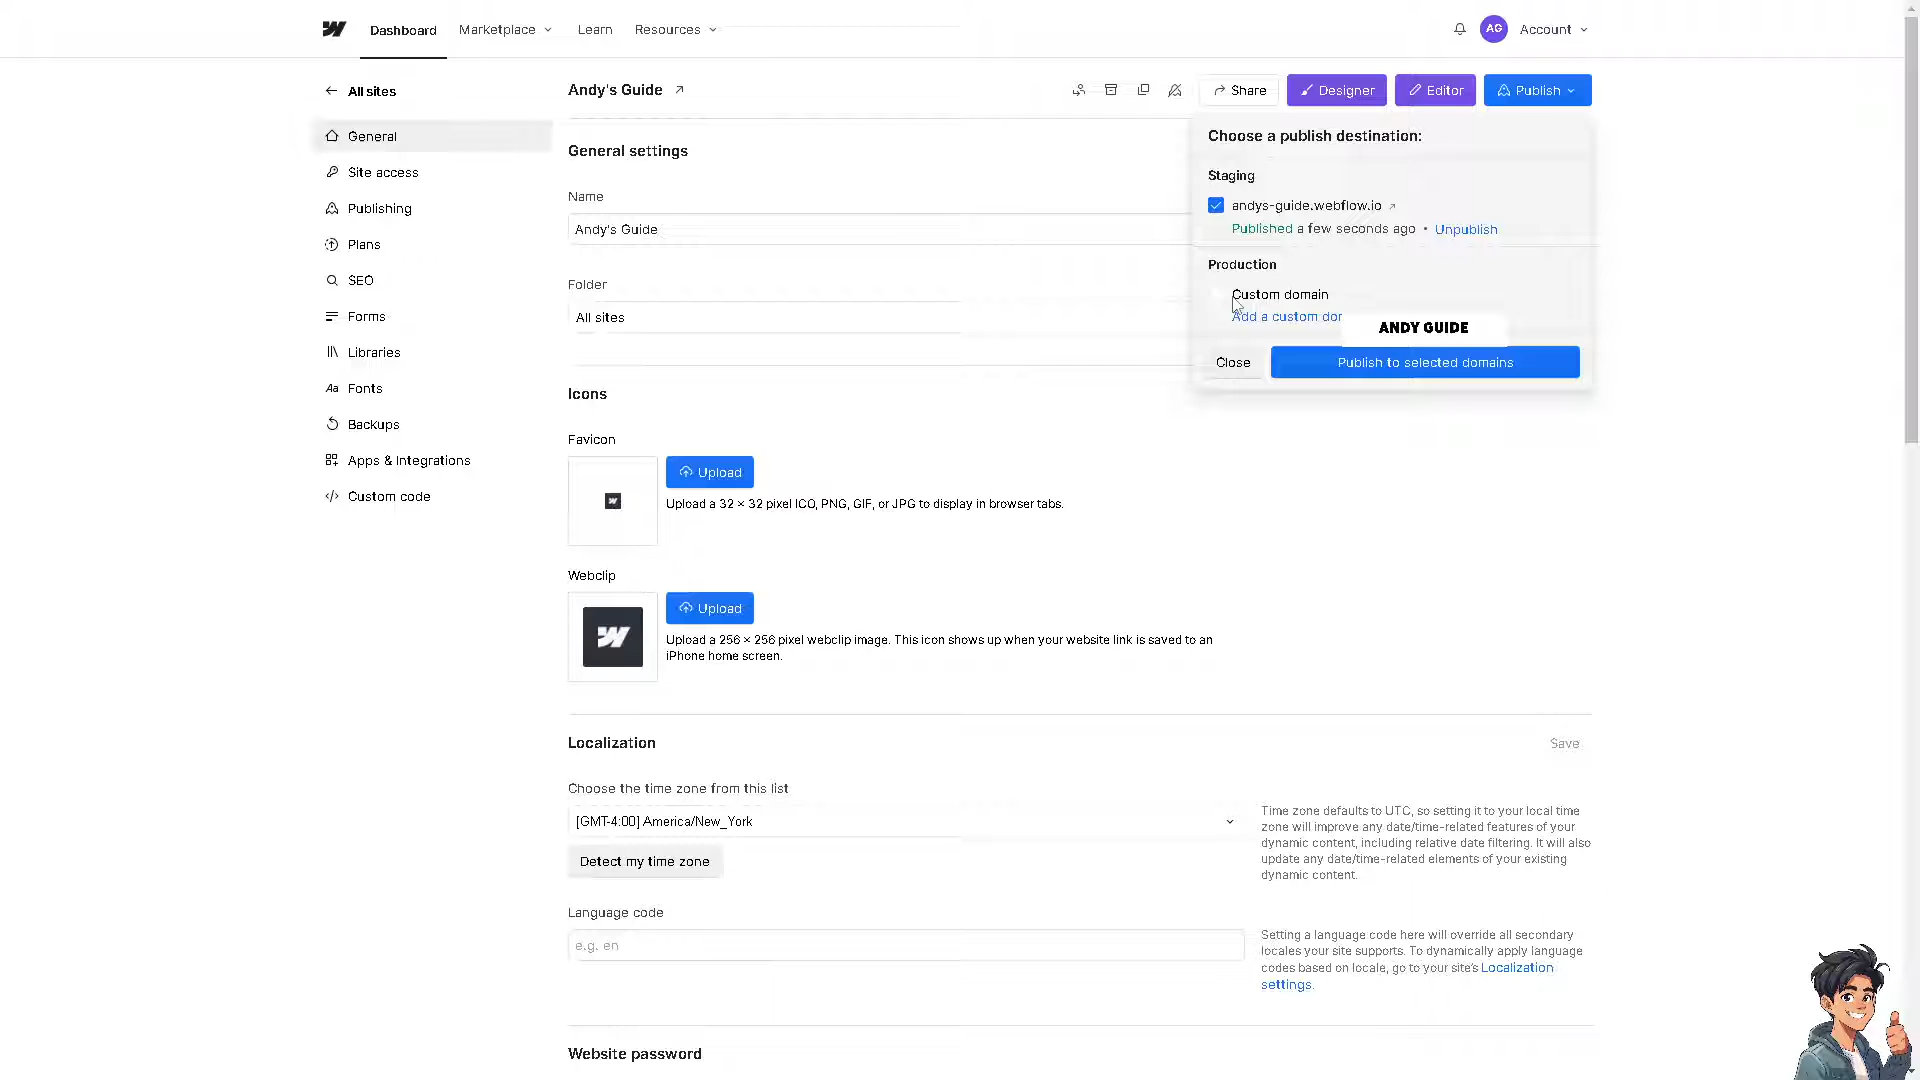 Dashboard
Marketplace
Learn
Resources
AG
Account
All sites
Andy's Guide
Share
Designer
Editor
Publish
General
Site access
Publishing
Plans
SEO
Forms
Libraries
Aa Fonts
Backups
Apps & Integrations
Custom code
General settings
Name
Andy's Guide
Folder
All sites
Choose a publish destination:
Staging
andys-guide.webflow.io
Published a few seconds ago • Unpublish
Production
Custom domain
Add a custom
ANDY GUIDE
Close
Publish to selected domains
Icons
Favicon
Upload
Upload a 32 × 32 pixel ICO, PNG, GIF, or JPG to display in browser tabs.
Webclip
Upload
Upload a 256 × 256 pixel webclip image. This icon shows up when your website link is saved to an
iPhone home screen.
Localization
Save
Choose the time zone from this list
[GMT-4:00] America/New_York
Detect my time zone
Time zone defaults to UTC, so setting it to your local time
zone will improve any date/time-related features of your
dynamic content, including relative date filtering. It will also
update any date/time-related elements of your existing
dynamic content.
Language code
e.g. en
Setting a language code here will override all secondary
locales your site supports. To dynamically apply language
codes based on locale, go to your site's Localization
settings.
Website password